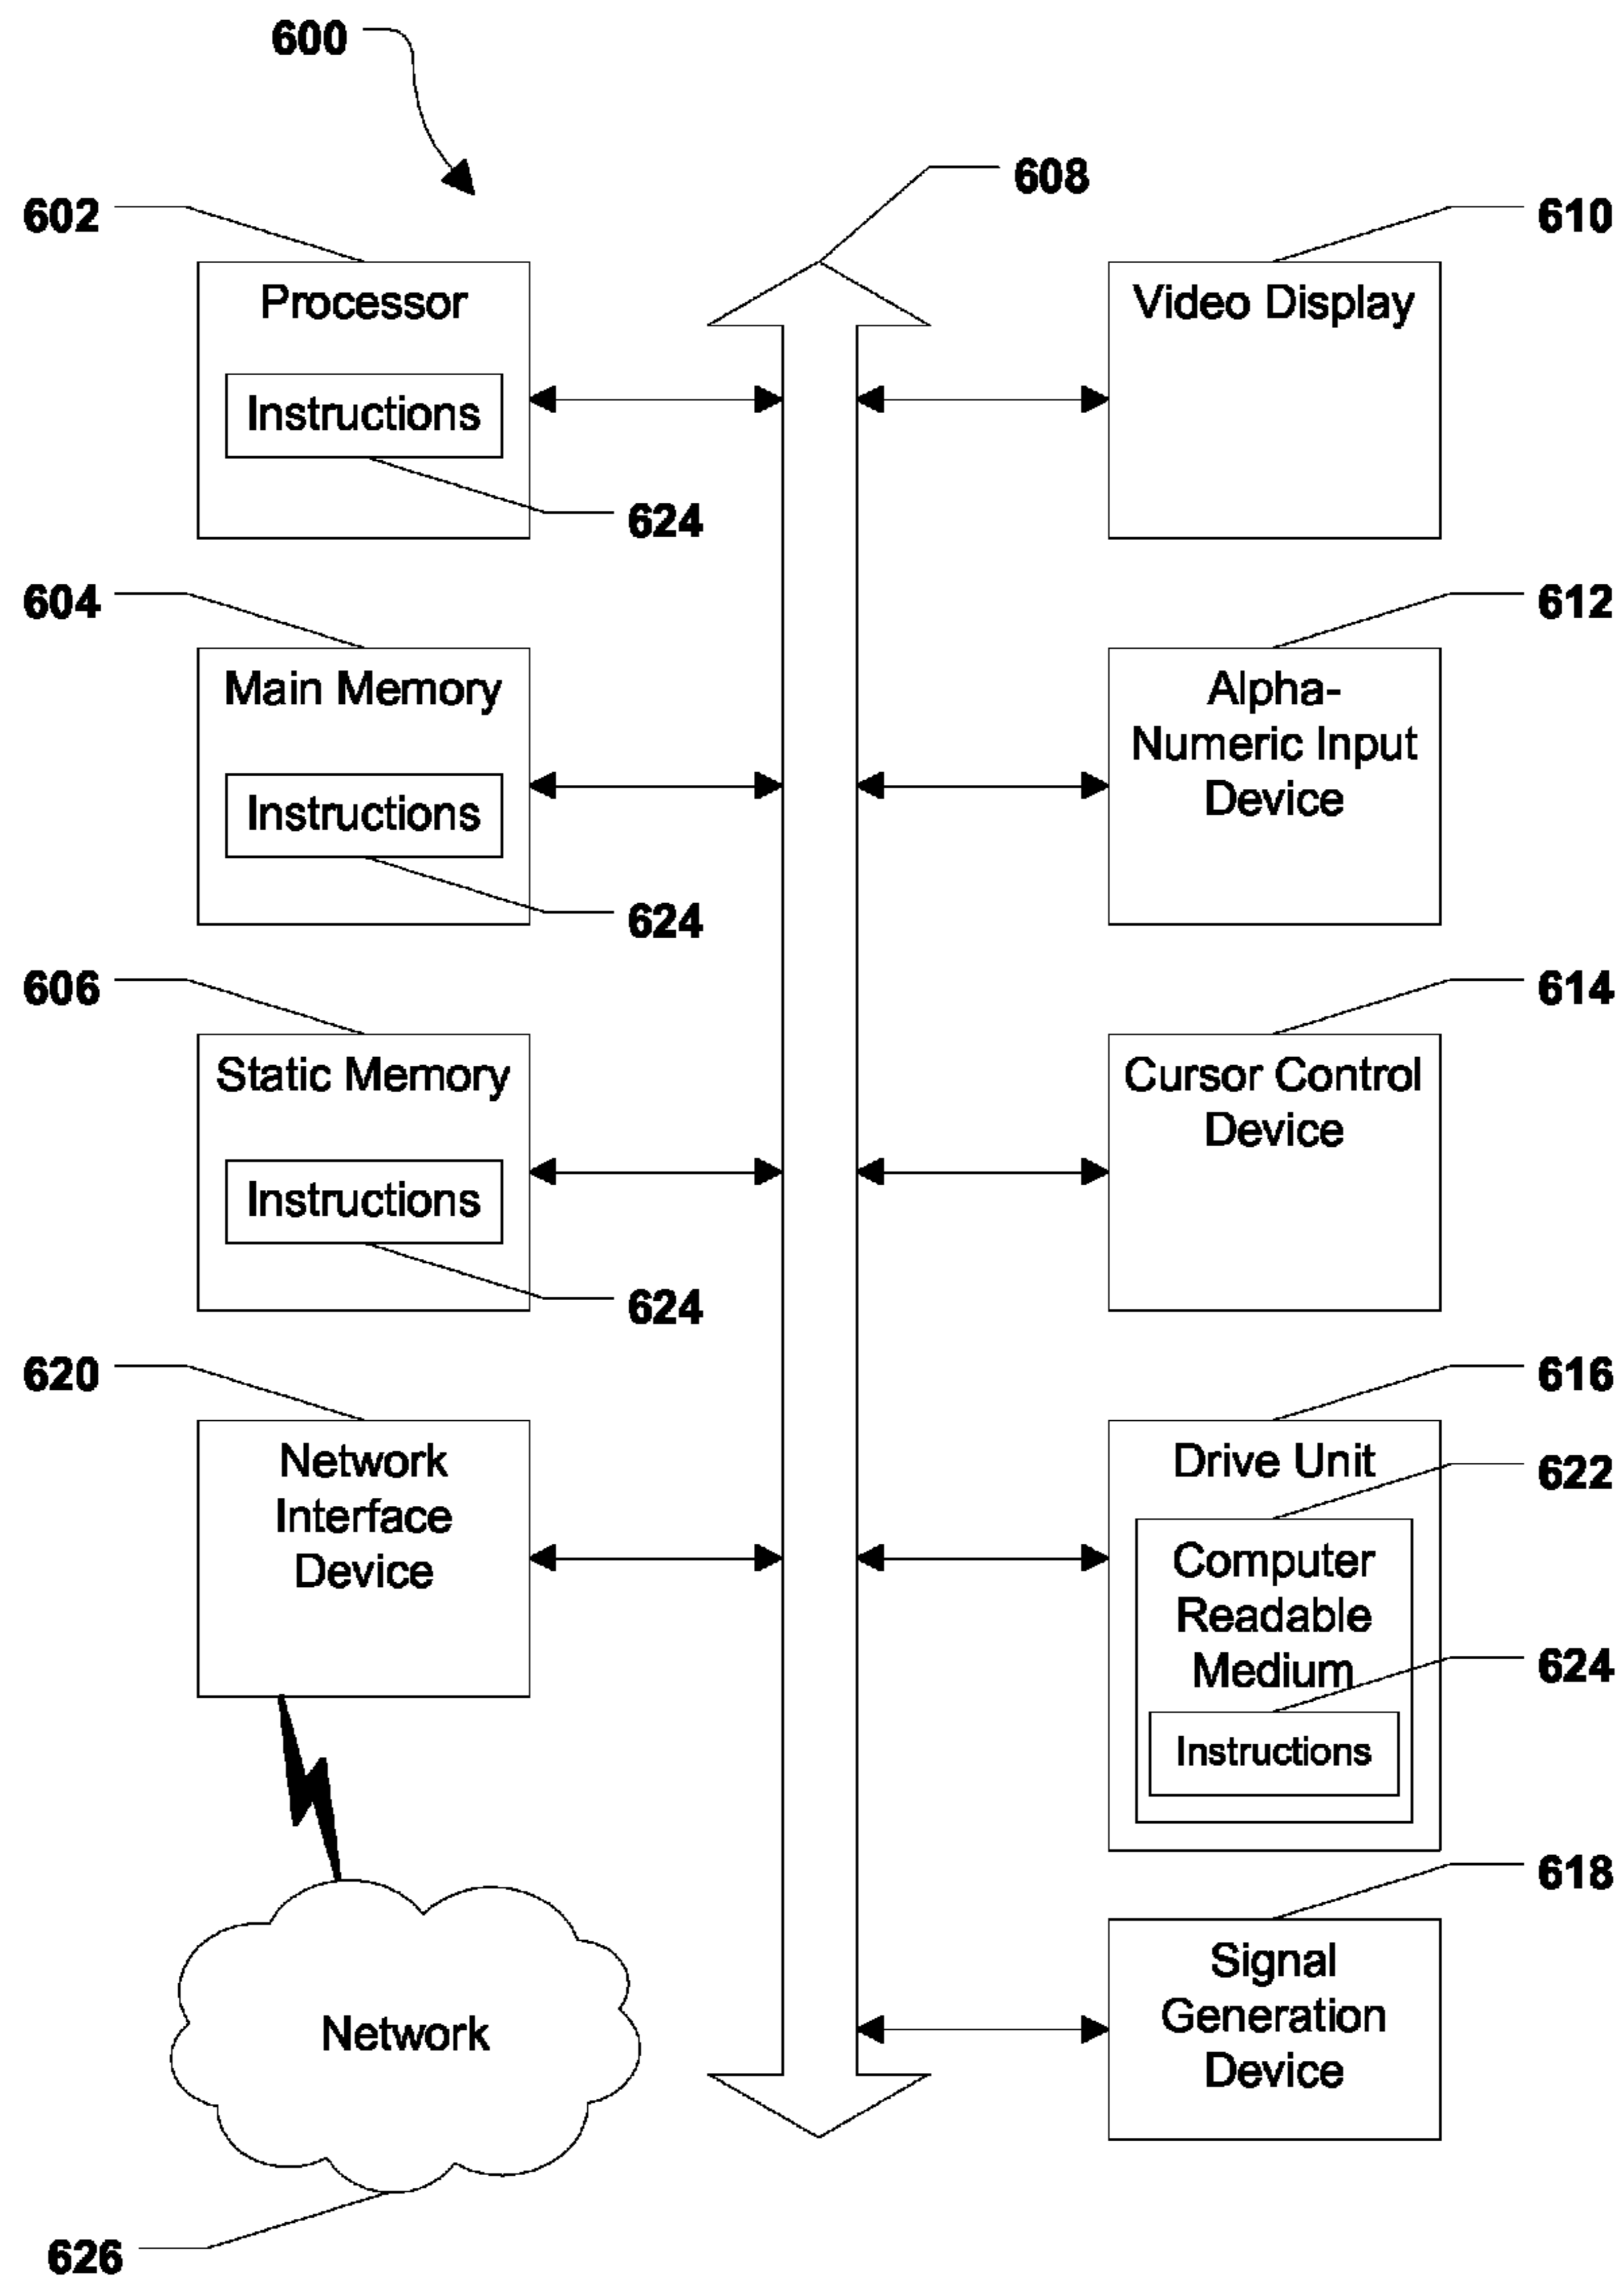 600
608
602
610
Processor
Video Display
Instructions
624
604
612
Main Memory
Alpha-
Numeric Input
Device
Instructions
624
606
614
Static Memory
Cursor Control
Device
Instructions
624
620
616
Network
Interface
Device
Drive Unit
622
Computer
Readable
Medium
624
Instructions
618
Signal
Generation
Device
Network
626